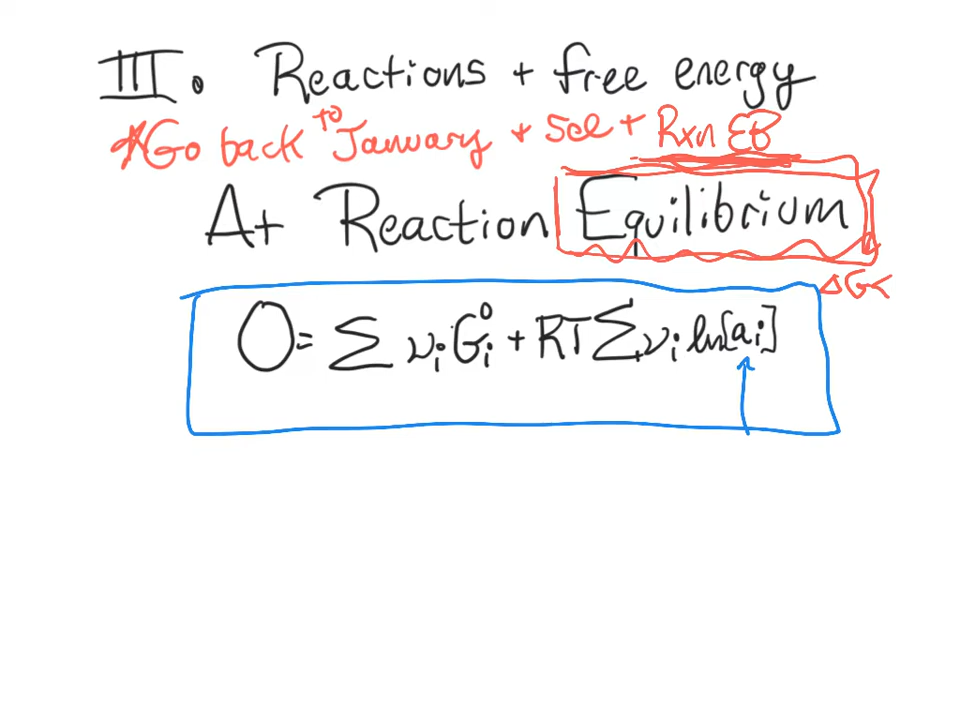 III. Reactions + free energy
*Go back to January + see + Rxn EB
At Reaction Equilibrium
ΔG<
0 = Σ νᵢGᵢ⁰ + RT Σ νᵢ ln[aᵢ]